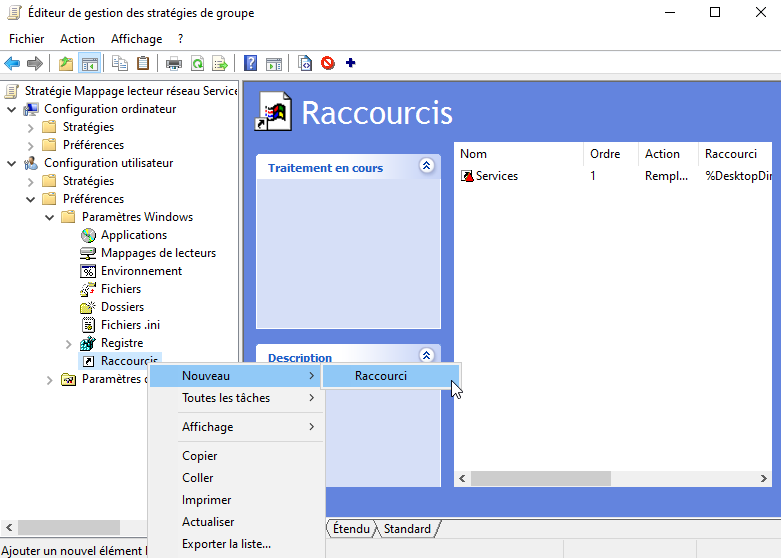 Éditeur de gestion des stratégies de groupe
Fichier Action Affichage ?
Stratégie Mappage lecteur réseau Service
Configuration ordinateur
Stratégies
Préférences
Configuration utilisateur
Stratégies
Préférences
Paramètres Windows
Applications
Mappages de lecteurs
Environnement
Fichiers
Dossiers
Fichiers .ini
Registre
Raccourcis
Paramètres
Raccourcis
Traitement en cours
Description
Nom Ordre Action Raccourci
Services 1 Rempl... %DesktopDir
Nouveau
Toutes les tâches
Affichage
Copier
Coller
Imprimer
Actualiser
Exporter la liste...
Raccourci
Étendu Standard
Ajouter un nouvel élément